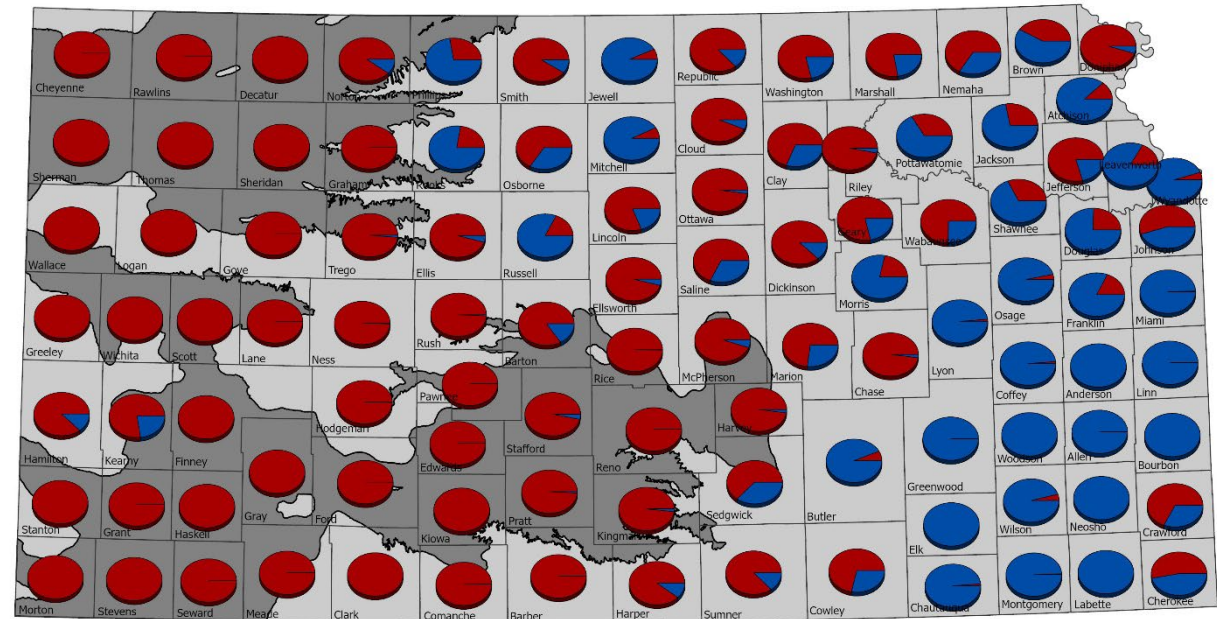 Cheyenne
Rawlins
Decatur
Norton
Phillips
Smith
Jewell
Republic
Washington
Marshall
Nemaha
Brown
Doniphan
Atchison
Sherman
Thomas
Sheridan
Graham
Rooks
Osborne
Mitchell
Cloud
Clay
Riley
Pottawatomie
Jackson
Jefferson
Leavenworth
Wyandotte
Wallace
Logan
Gove
Trego
Ellis
Russell
Lincoln
Ottawa
Saline
Dickinson
Geary
Wabaunsee
Shawnee
Douglas
Johnson
Greeley
Wichita
Scott
Lane
Ness
Rush
Barton
Ellsworth
Rice
McPherson
Marion
Morris
Chase
Lyon
Osage
Franklin
Miami
Coffey
Anderson
Linn
Hamilton
Kearny
Finney
Hodgeman
Pawnee
Edwards
Stafford
Reno
Harvey
Butler
Greenwood
Woodson
Allen
Bourbon
Stanton
Grant
Haskell
Gray
Ford
Kiowa
Pratt
Kingman
Sedgwick
Elk
Wilson
Neosho
Crawford
Morton
Stevens
Seward
Meade
Clark
Comanche
Barber
Harper
Sumner
Cowley
Chautauqua
Montgomery
Labette
Cherokee